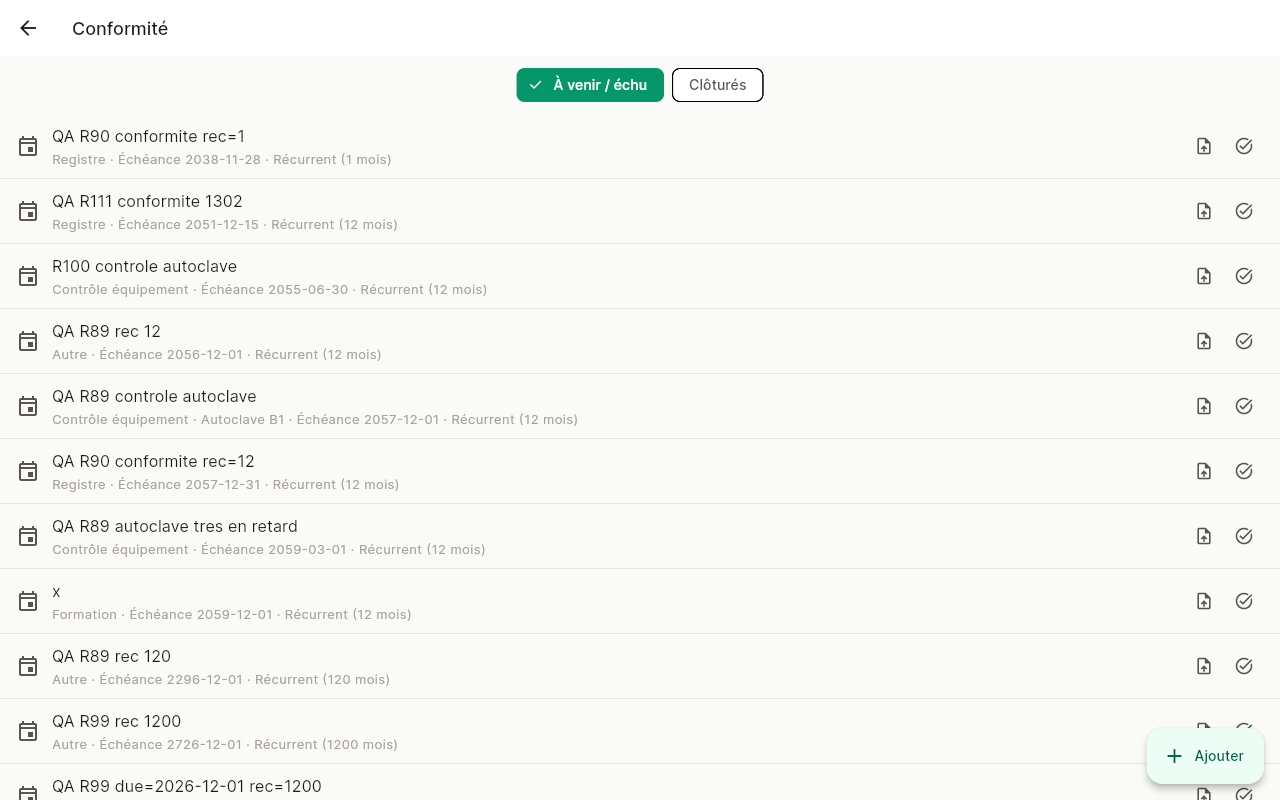 Conformité
À venir / échu
Clôturés
QA R90 conformite rec=1
Registre · Échéance 2038-11-28 · Récurrent (1 mois)
QA R111 conformite 1302
Registre · Échéance 2051-12-15 · Récurrent (12 mois)
R100 controle autoclave
Contrôle équipement · Échéance 2055-06-30 · Récurrent (12 mois)
QA R89 rec 12
Autre · Échéance 2056-12-01 · Récurrent (12 mois)
QA R89 controle autoclave
Contrôle équipement · Autoclave B1 · Échéance 2057-12-01 · Récurrent (12 mois)
QA R90 conformite rec=12
Registre · Échéance 2057-12-31 · Récurrent (12 mois)
QA R89 autoclave tres en retard
Contrôle équipement · Échéance 2059-03-01 · Récurrent (12 mois)
x
Formation · Échéance 2059-12-01 · Récurrent (12 mois)
QA R89 rec 120
Autre · Échéance 2296-12-01 · Récurrent (120 mois)
QA R99 rec 1200
Autre · Échéance 2726-12-01 · Récurrent (1200 mois)
Ajouter
QA R99 due=2026-12-01 rec=1200